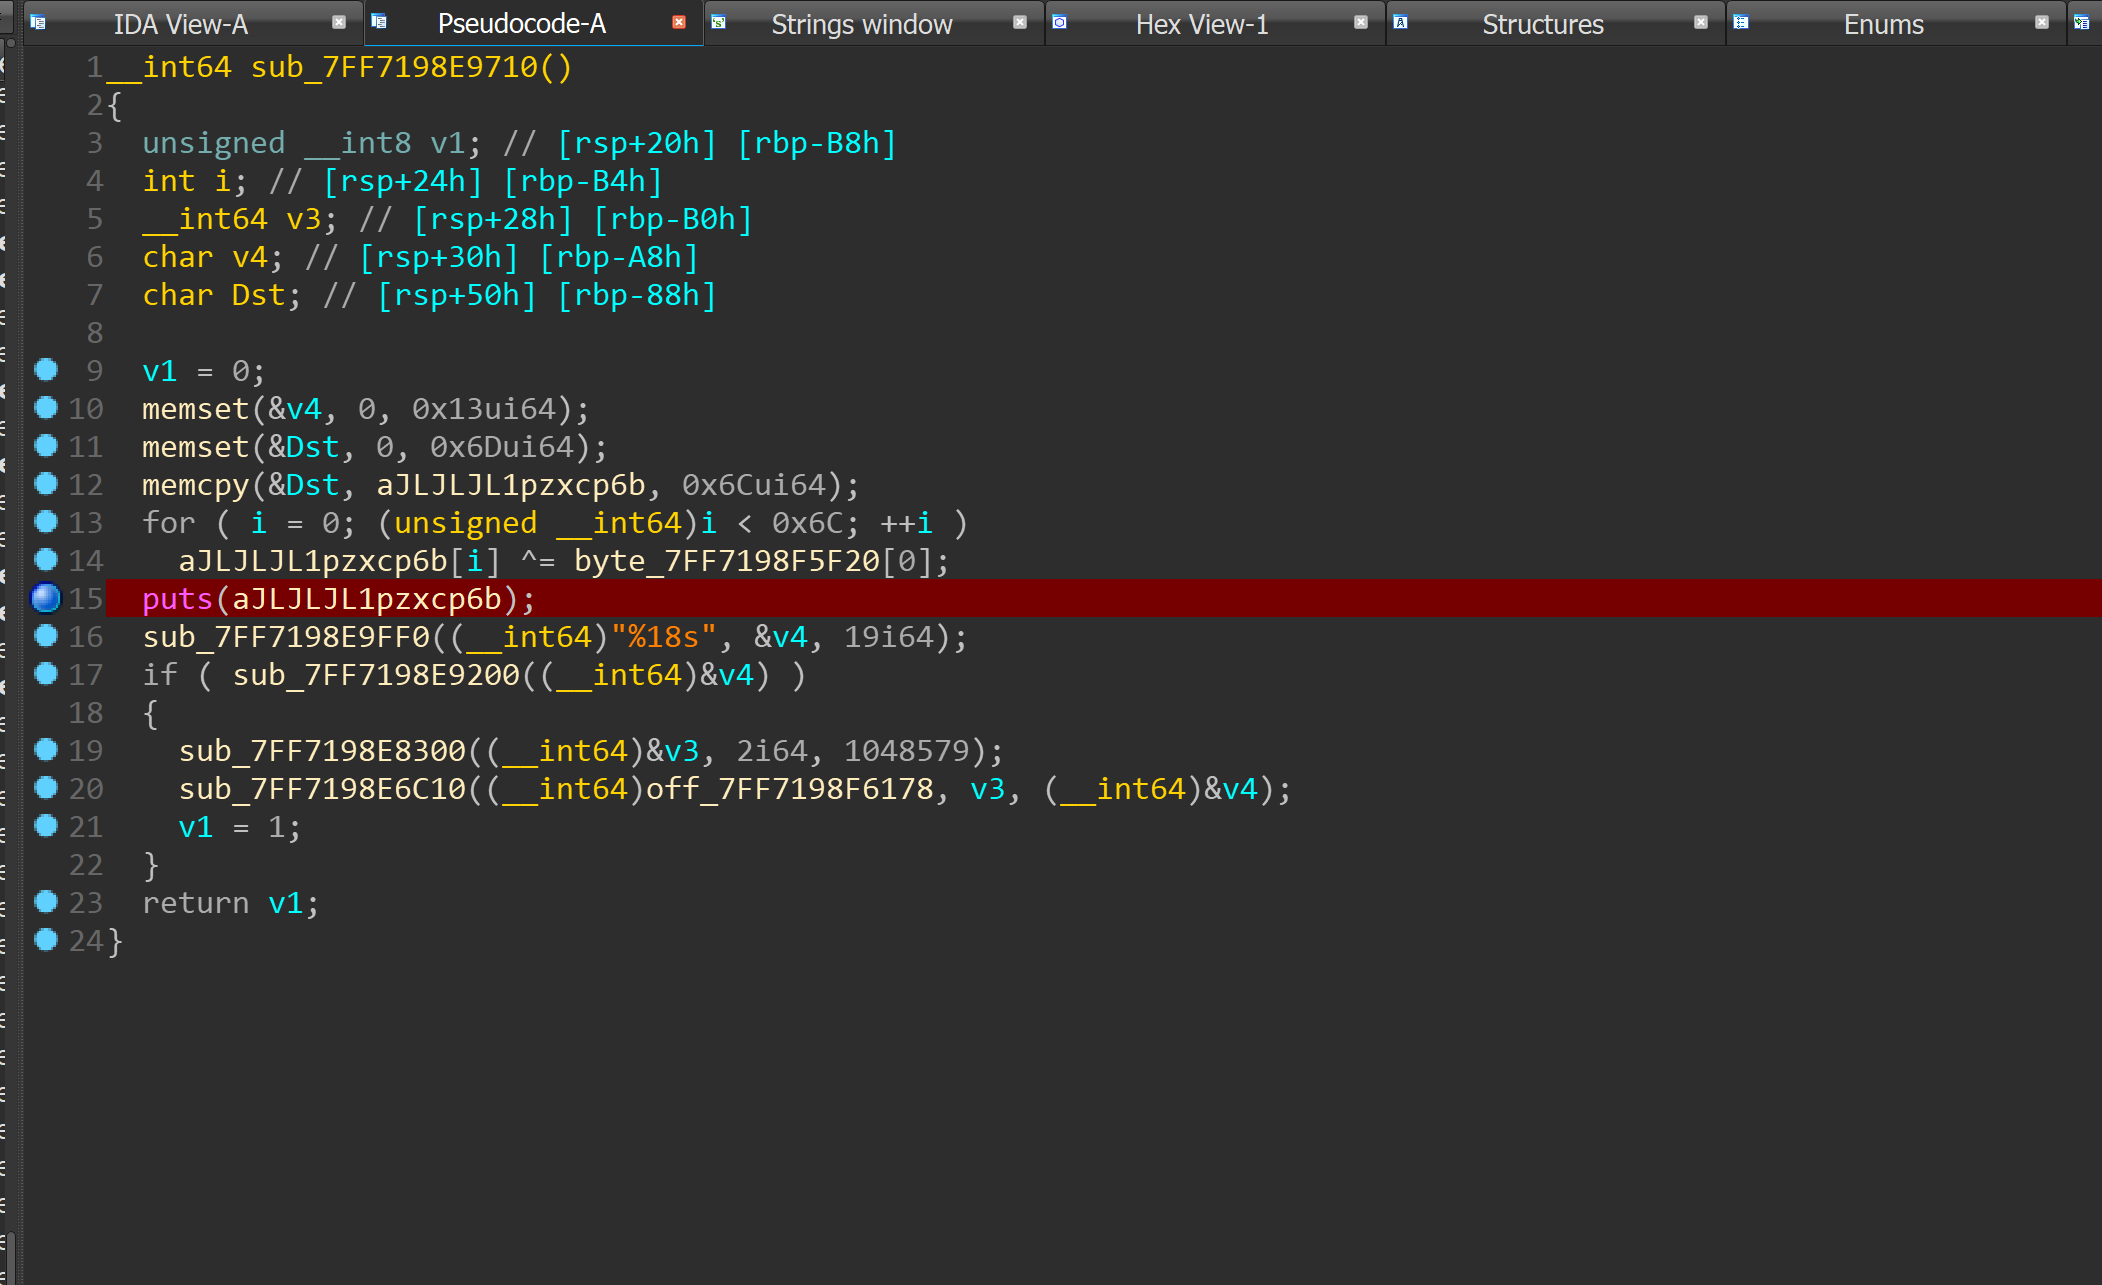 IDA View-A Pseudocode-A Strings window Hex View-1 Structures Enums
1 __int64 sub_7FF7198E9710()
2 {
3 unsigned __int8 v1; // [rsp+20h] [rbp-B8h]
4 int i; // [rsp+24h] [rbp-B4h]
5 __int64 v3; // [rsp+28h] [rbp-B0h]
6 char v4; // [rsp+30h] [rbp-A8h]
7 char Dst; // [rsp+50h] [rbp-88h]
8
9 v1 = 0;
10 memset(&v4, 0, 0x13ui64);
11 memset(&Dst, 0, 0x6Dui64);
12 memcpy(&Dst, aJLJLJL1pzxcp6b, 0x6Cui64);
13 for ( i = 0; (unsigned __int64)i < 0x6C; ++i )
14 aJLJLJL1pzxcp6b[i] ^= byte_7FF7198F5F20[0];
15 puts(aJLJLJL1pzxcp6b);
16 sub_7FF7198E9FF0((__int64)"%18s", &v4, 19i64);
17 if ( sub_7FF7198E9200((__int64)&v4) )
18 {
19 sub_7FF7198E8300((__int64)&v3, 2i64, 1048579);
20 sub_7FF7198E6C10((__int64)off_7FF7198F6178, v3, (__int64)&v4);
21 v1 = 1;
22 }
23 return v1;
24 }